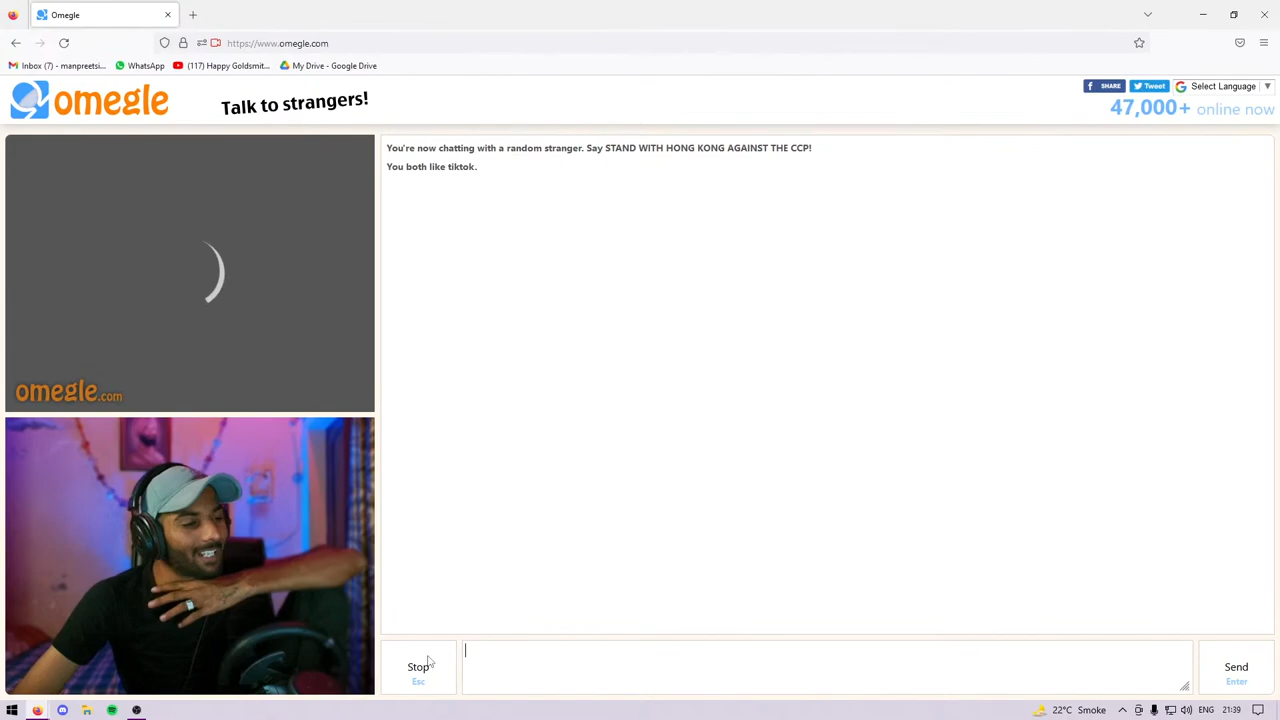 Omegle
https://www.omegle.com
Inbox (7) - manpreetsi...
WhatsApp
(117) Happy Goldsmit...
My Drive - Google Drive
omegle
Talk to strangers!
SHARE
Tweet
Select Language
47,000+ online now
You're now chatting with a random stranger. Say STAND WITH HONG KONG AGAINST THE CCP!
You both like tiktok.
omegle.com
Stop
Esc
Send
Enter
22°C Smoke
ENG
21:39